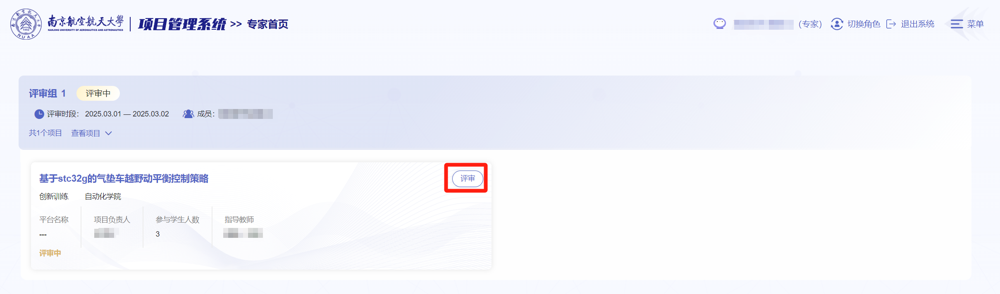 南京航空航天大學
NANJING UNIVERSITY OF AERONAUTICS AND ASTRONAUTICS
1952
NUAA
项目管理系统 >> 专家首页
(专家) 切换角色 退出系统 菜单
评审组 1 评审中
评审时段： 2025.03.01 — 2025.03.02 成员：
共1个项目 查看项目
基于stc32g的气垫车越野动平衡控制策略 评审
创新训练 自动化学院
平台名称 项目负责人 参与学生人数 指导教师
--- 3
评审中